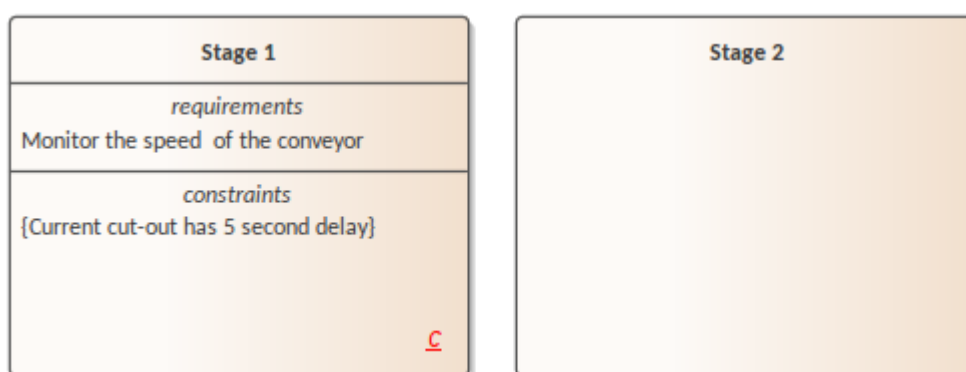 Stage 1
requirements
Monitor the speed  of the conveyor
constraints
{Current cut-out has 5 second delay}
C
Stage 2